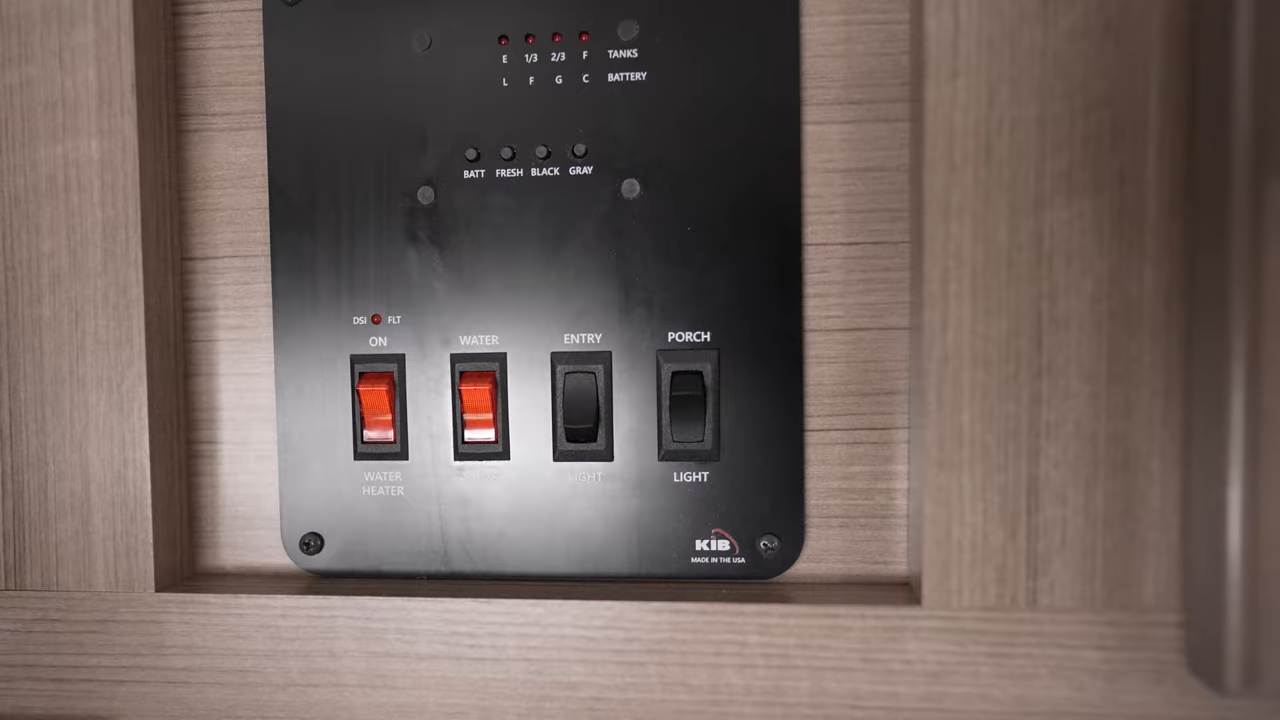 E 1/3 2/3 F TANKS
L F G C BATTERY
BATT FRESH BLACK GRAY
DSI FLT
ON WATER ENTRY PORCH
WATER HEATER LIGHT LIGHT
KIB
MADE IN THE USA